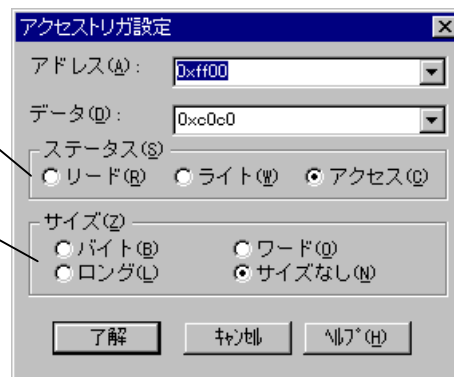 アクセストリガ設定
アドレス(A): 0xff00
データ(D): 0xc0c0
ステータス(S)
リード(R) ライト(W) アクセス(C)
サイズ(Z)
バイト(B) ワード(O)
ロング(L) サイズなし(N)
了解 ｷｬﾝｾﾙ ﾍﾙﾌﾟ(H)